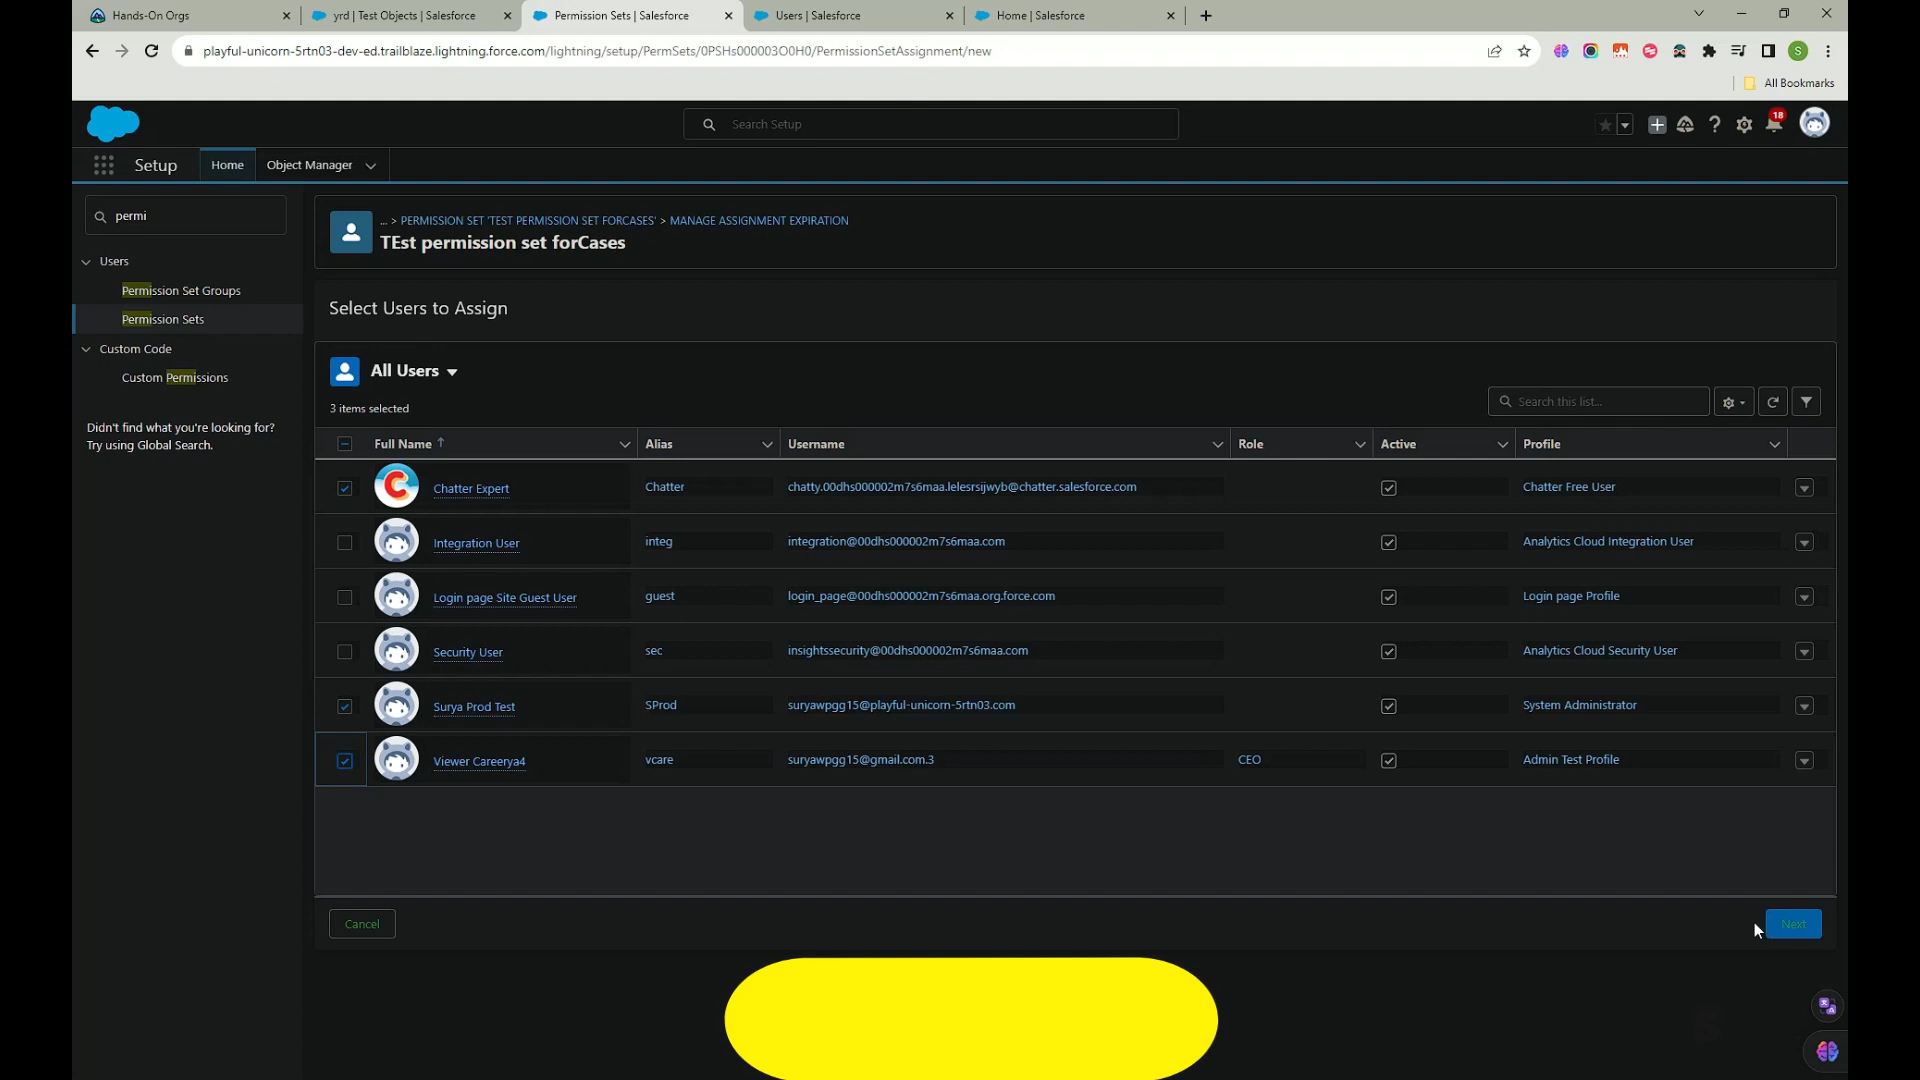 Hands-On Orgs
yrd | Test Objects | Salesforce
Permission Sets | Salesforce
Users | Salesforce
Home | Salesforce
playful-unicorn-5rtn03-dev-ed.trailblaze.lightning.force.com/lightning/setup/PermSets/0PSHs000003O0H0/PermissionSetAssignment/new
S
All Bookmarks
Search Setup
18
Setup
Home
Object Manager
permi
Users
Permission Set Groups
Permission Sets
Custom Code
Custom Permissions
Didn't find what you're looking for?
Try using Global Search.
... > PERMISSION SET 'TEST PERMISSION SET FORCASES' > MANAGE ASSIGNMENT EXPIRATION
TEst permission set forCases
Select Users to Assign
All Users
3 items selected
Search this list...
Full Name ↑ Alias Username Role Active Profile
Chatter Expert Chatter chatty.00dhs000002m7s6maa.lelesrsijwyb@chatter.salesforce.com Chatter Free User
Integration User integ integration@00dhs000002m7s6maa.com Analytics Cloud Integration User
Login page Site Guest User guest login_page@00dhs000002m7s6maa.org.force.com Login page Profile
Security User sec insightssecurity@00dhs000002m7s6maa.com Analytics Cloud Security User
Surya Prod Test SProd suryawpgg15@playful-unicorn-5rtn03.com System Administrator
Viewer Careerya4 vcare suryawpgg15@gmail.com.3 CEO Admin Test Profile
Cancel
Next